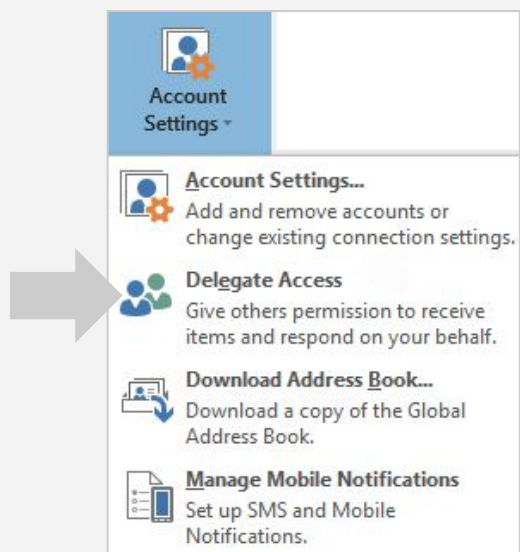 Account
Settings
Account Settings...
Add and remove accounts or
change existing connection settings.
Delegate Access
Give others permission to receive
items and respond on your behalf.
Download Address Book...
Download a copy of the Global
Address Book.
Manage Mobile Notifications
Set up SMS and Mobile
Notifications.